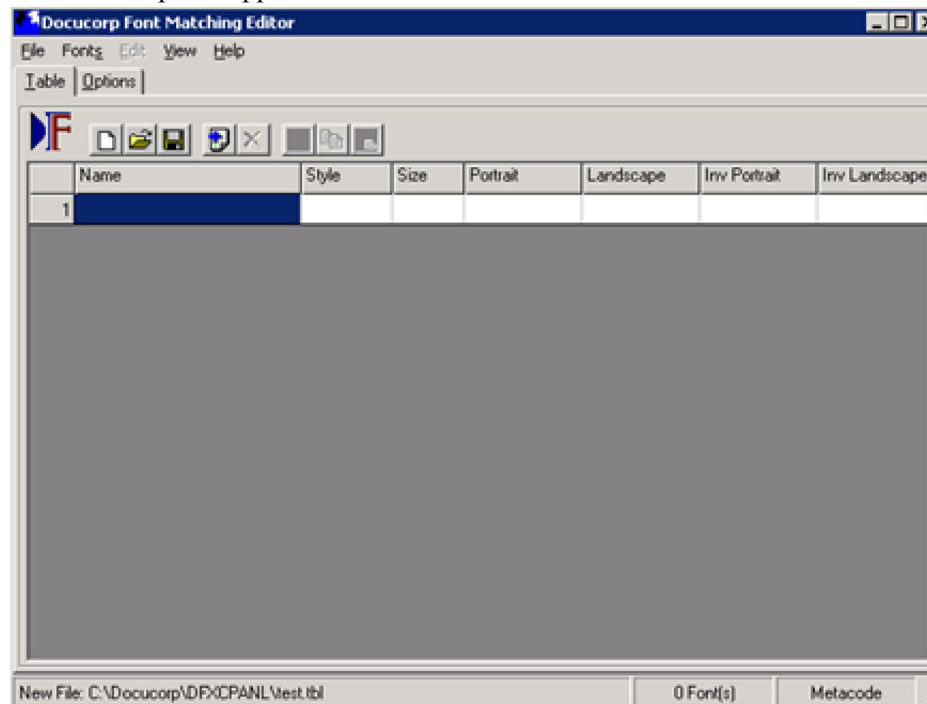 Docucorp Font Matching Editor
File Fonts Edit View Help
Table Options
DF
Name Style Size Portrait Landscape Inv Portrait Inv Landscape
1
New File: C:\Docucorp\DFXCPANL\test.tbl 0 Font(s) Metacode